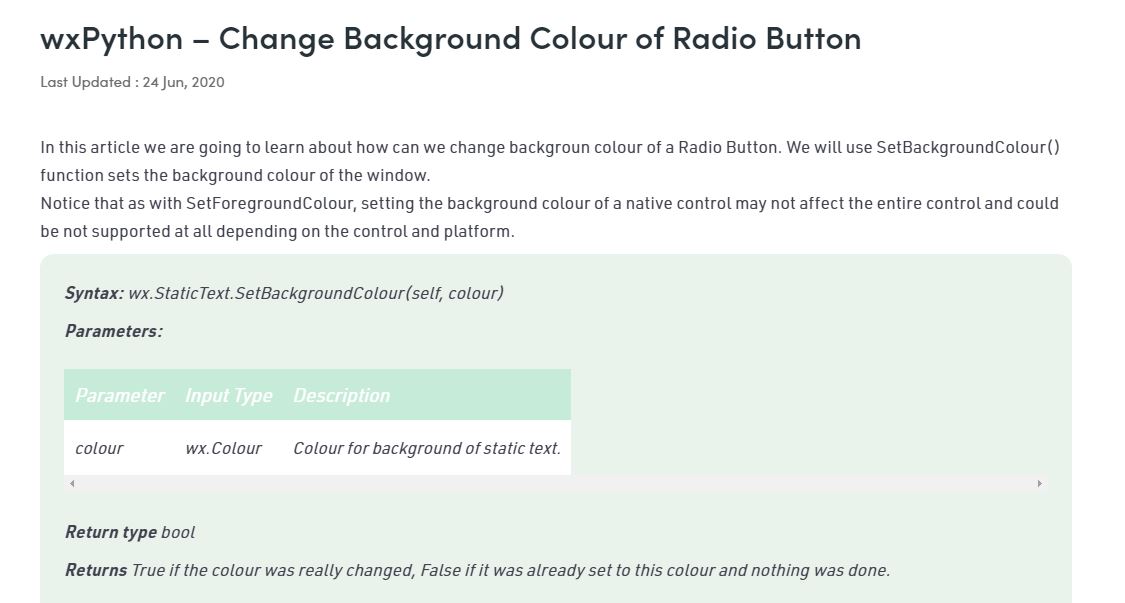 wxPython – Change Background Colour of Radio Button
Last Updated : 24 Jun, 2020
In this article we are going to learn about how can we change backgroun colour of a Radio Button. We will use SetBackgroundColour()
function sets the background colour of the window.
Notice that as with SetForegroundColour, setting the background colour of a native control may not affect the entire control and could
be not supported at all depending on the control and platform.
Syntax: wx.StaticText.SetBackgroundColour(self, colour)
Parameters:
Parameter Input Type Description
colour wx.Colour Colour for background of static text.
Return type bool
Returns True if the colour was really changed, False if it was already set to this colour and nothing was done.